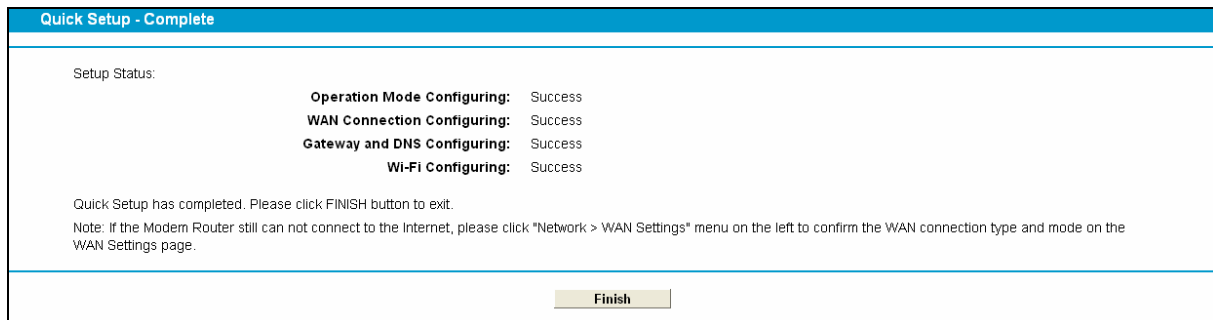 Quick Setup - Complete
Setup Status:
Operation Mode Configuring: Success
WAN Connection Configuring: Success
Gateway and DNS Configuring: Success
Wi-Fi Configuring: Success
Quick Setup has completed. Please click FINISH button to exit.
Note: If the Modem Router still can not connect to the Internet, please click "Network > WAN Settings" menu on the left to confirm the WAN connection type and mode on the
WAN Settings page.
Finish